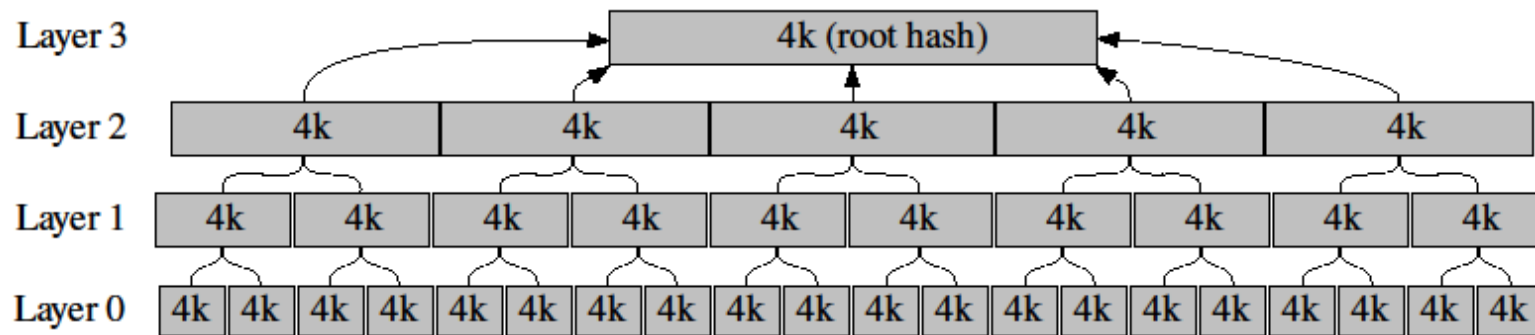 Layer 3 4k (root hash)
Layer 2 4k 4k 4k 4k 4k
Layer 1 4k 4k 4k 4k 4k 4k 4k 4k 4k 4k
Layer 0 4k 4k 4k 4k 4k 4k 4k 4k 4k 4k 4k 4k 4k 4k 4k 4k 4k 4k 4k 4k